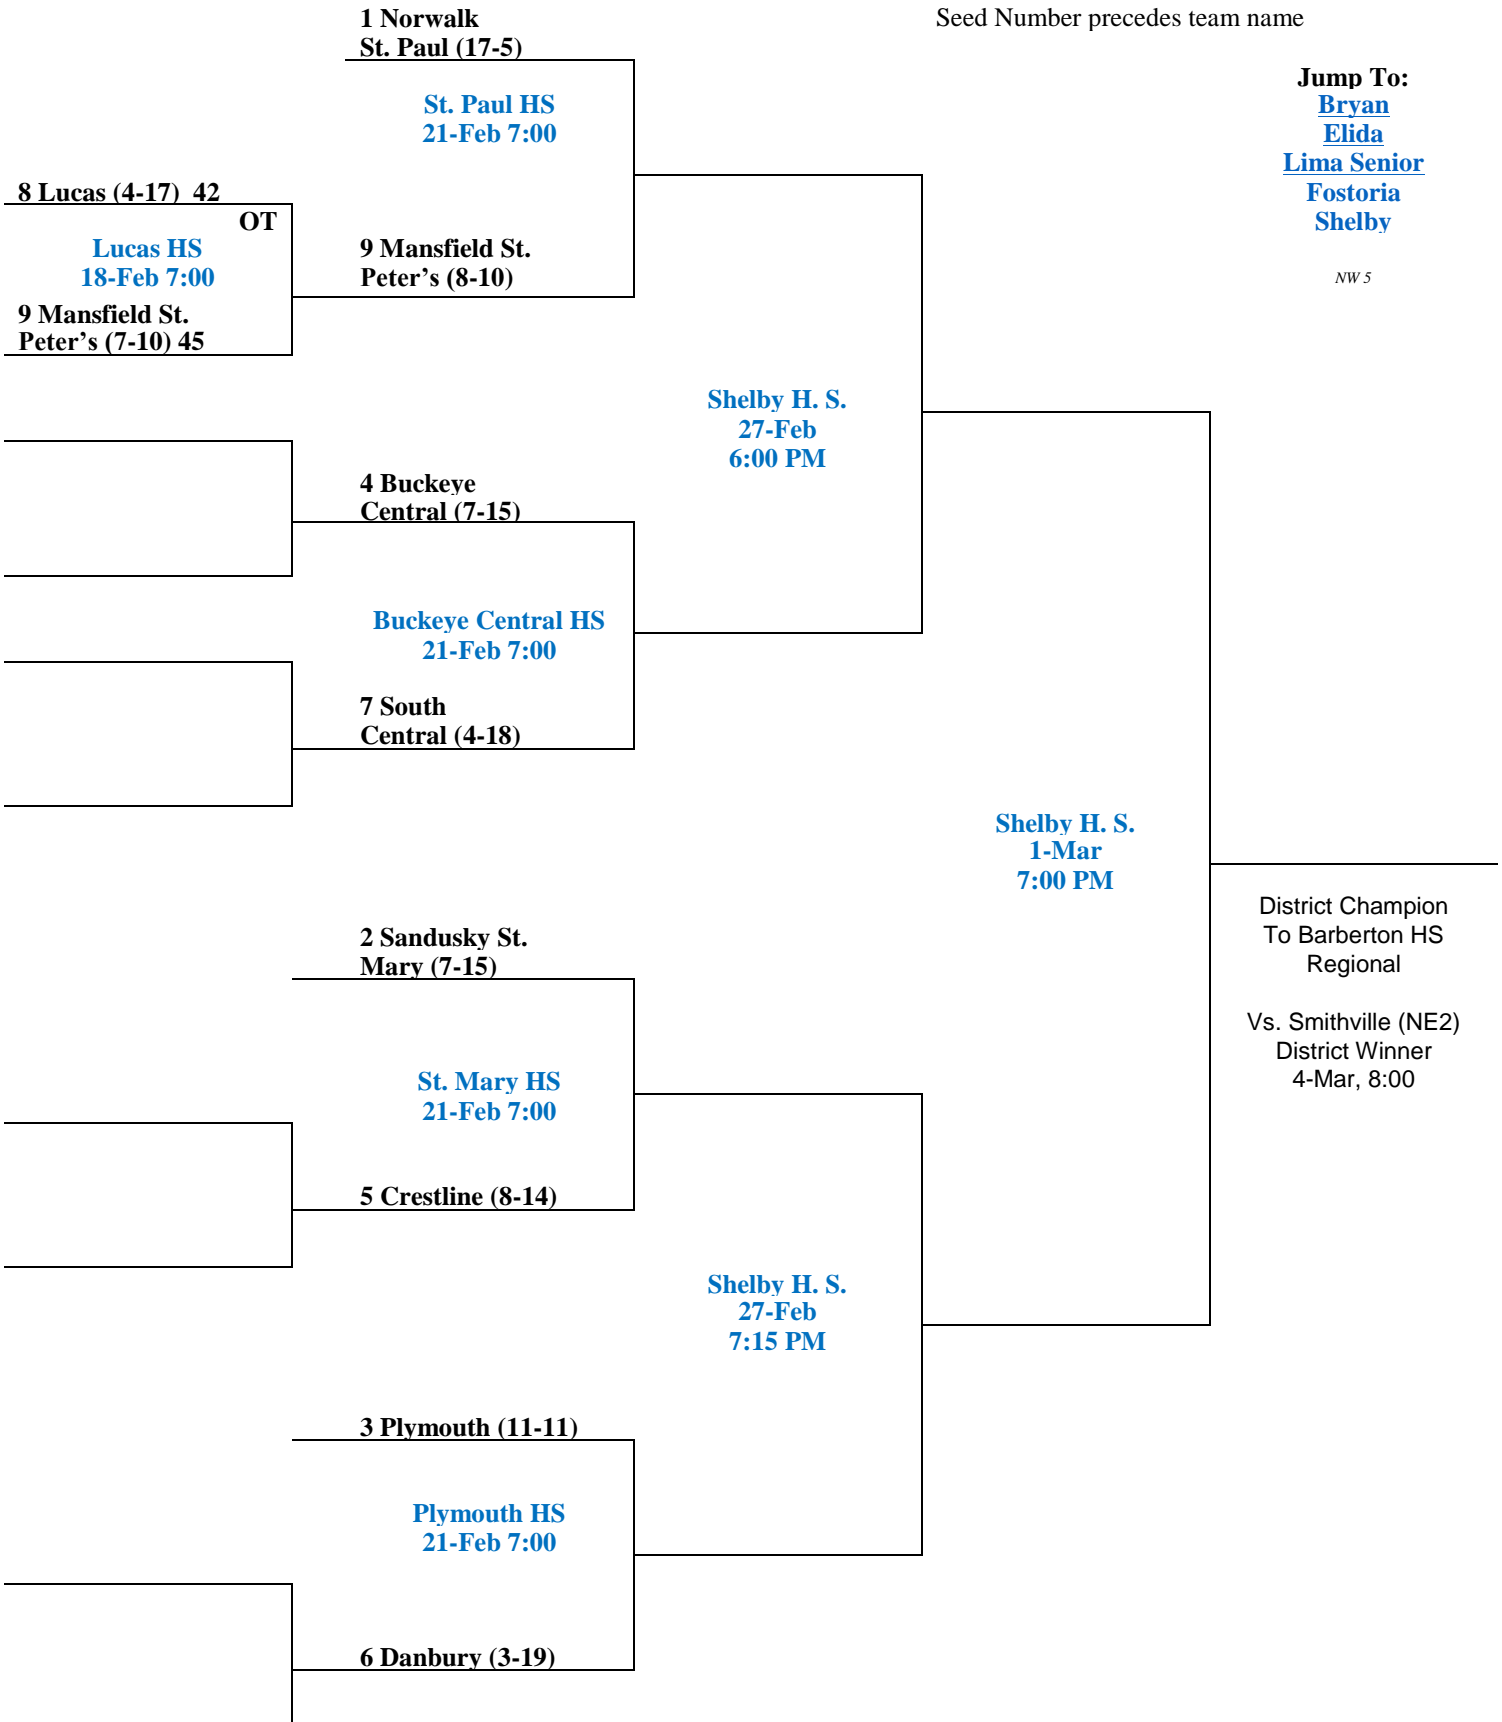 1 Norwalk
St. Paul (17-5)
Seed Number precedes team name
Jump To:
Bryan
Elida
Lima Senior
Fostoria
Shelby
NW 5
St. Paul HS
21-Feb 7:00
8 Lucas (4-17) 42
OT
Lucas HS
18-Feb 7:00
9 Mansfield St.
Peter’s (7-10) 45
9 Mansfield St.
Peter’s (8-10)
Shelby H. S.
27-Feb
6:00 PM
4 Buckeye
Central (7-15)
Buckeye Central HS
21-Feb 7:00
7 South
Central (4-18)
Shelby H. S.
1-Mar
7:00 PM
District Champion
To Barberton HS
Regional
Vs. Smithville (NE2)
District Winner
4-Mar, 8:00
2 Sandusky St.
Mary (7-15)
St. Mary HS
21-Feb 7:00
5 Crestline (8-14)
Shelby H. S.
27-Feb
7:15 PM
3 Plymouth (11-11)
Plymouth HS
21-Feb 7:00
6 Danbury (3-19)